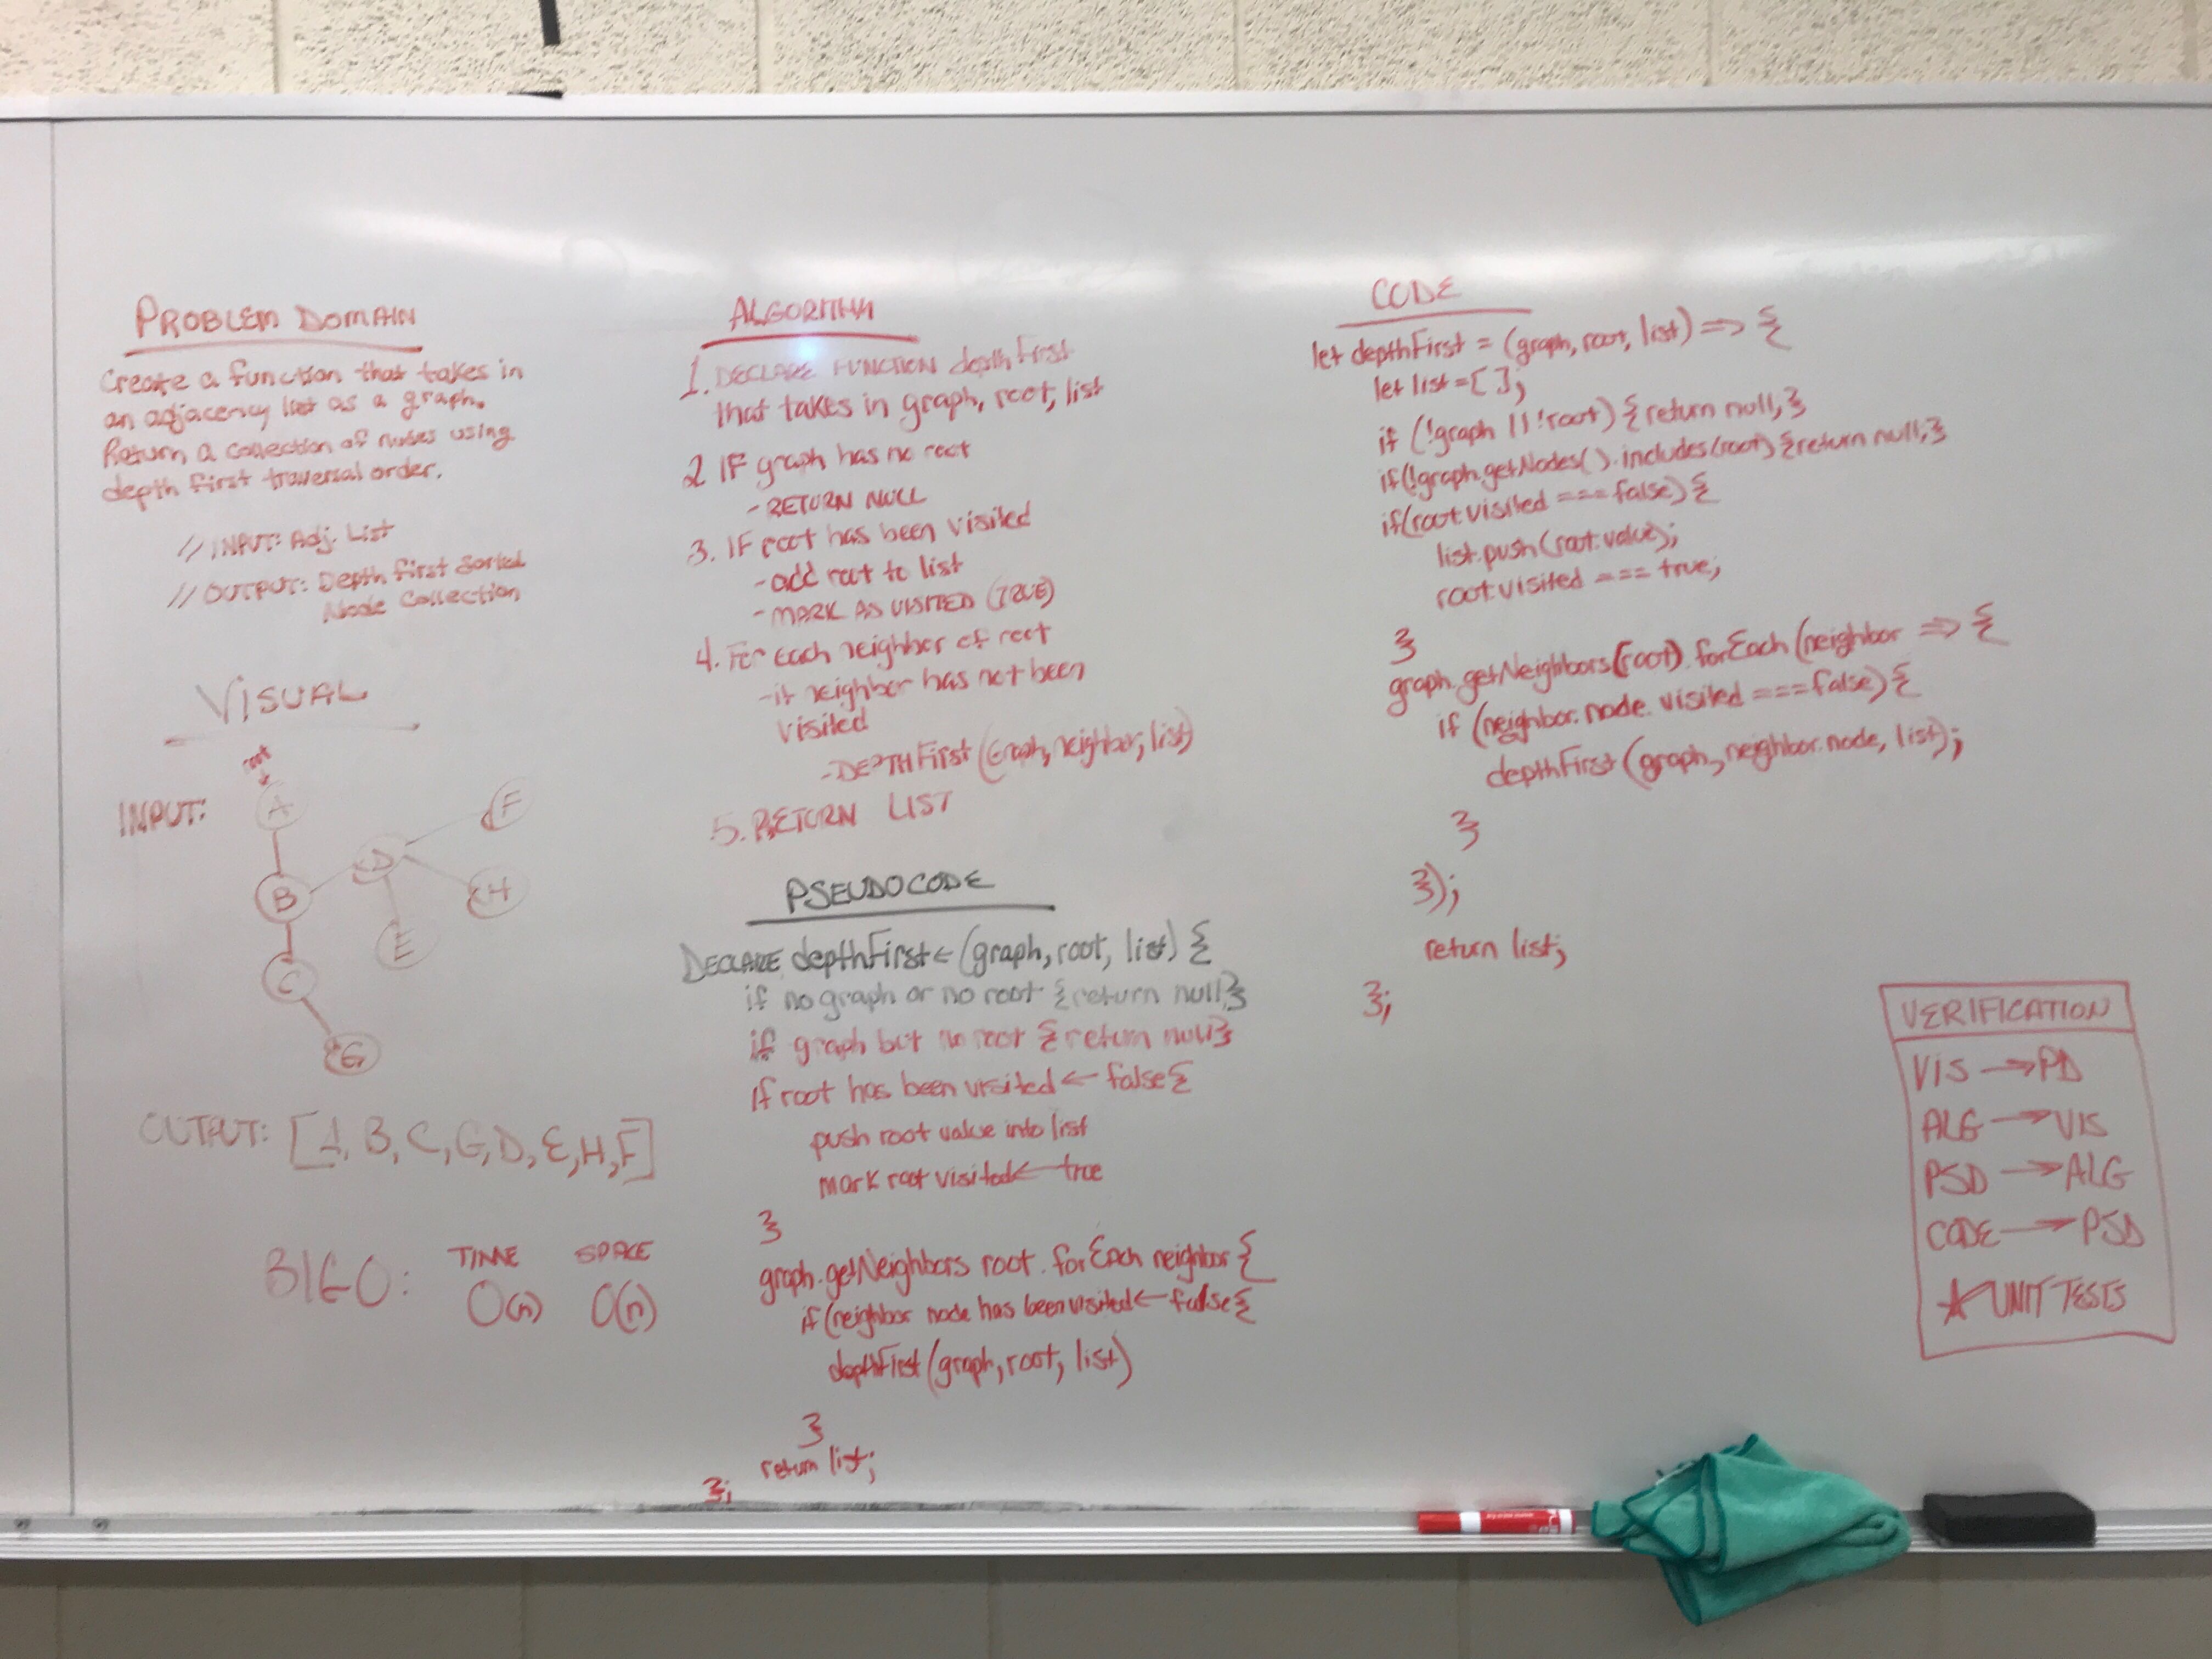 PROBLEM DOMAIN
Create a function that takes in
an adjacency list as a graph.
Return a collection of nodes using
depth first traversal order.
// INPUT: Adj. List
// OUTPUT: Depth First Sorted
Node Collection
VISUAL
root
INPUT:
A
F
D
B
H
E
C
G
OUTPUT: [A, B, C, G, D, E, H, F]
BIG O:
TIME
SPACE
O(n)
O(n)
ALGORITHM
1. DECLARE FUNCTION depthFirst
that takes in graph, root, list
2 IF graph has no root
- RETURN NULL
3. IF root has been visited
- add root to list
- MARK AS VISITED (TRUE)
4. For each neighbor of root
- if neighbor has not been
visited
- DEPTHFirst (Graph, neighbor, list)
5. RETURN LIST
PSEUDOCODE
DECLARE depthFirst ← (graph, root, list) {
if no graph or no root {return null}
if graph but no root {return null}
If root has been visited ← false {
push root value into list
mark root visited ← true
}
graph.getNeighbors root.forEach neighbor {
if (neighbor node has been visited ← false {
depthFirst (graph, root, list)
}
return list;
};
CODE
let depthFirst = (graph, root, list) => {
let list = [];
if (!graph || !root) { return null; }
if(!graph.getNodes().includes(root) {return null;}
if(root.visited === false) {
list.push(root.value);
root.visited === true;
}
graph.getNeighbors(root).forEach(neighbor => {
if (neighbor.node.visited === false) {
depthFirst (graph, neighbor.node, list);
}
});
return list;
};
VERIFICATION
VIS → PD
ALG → VIS
PSD → ALG
CODE → PSD
★ UNIT TESTS